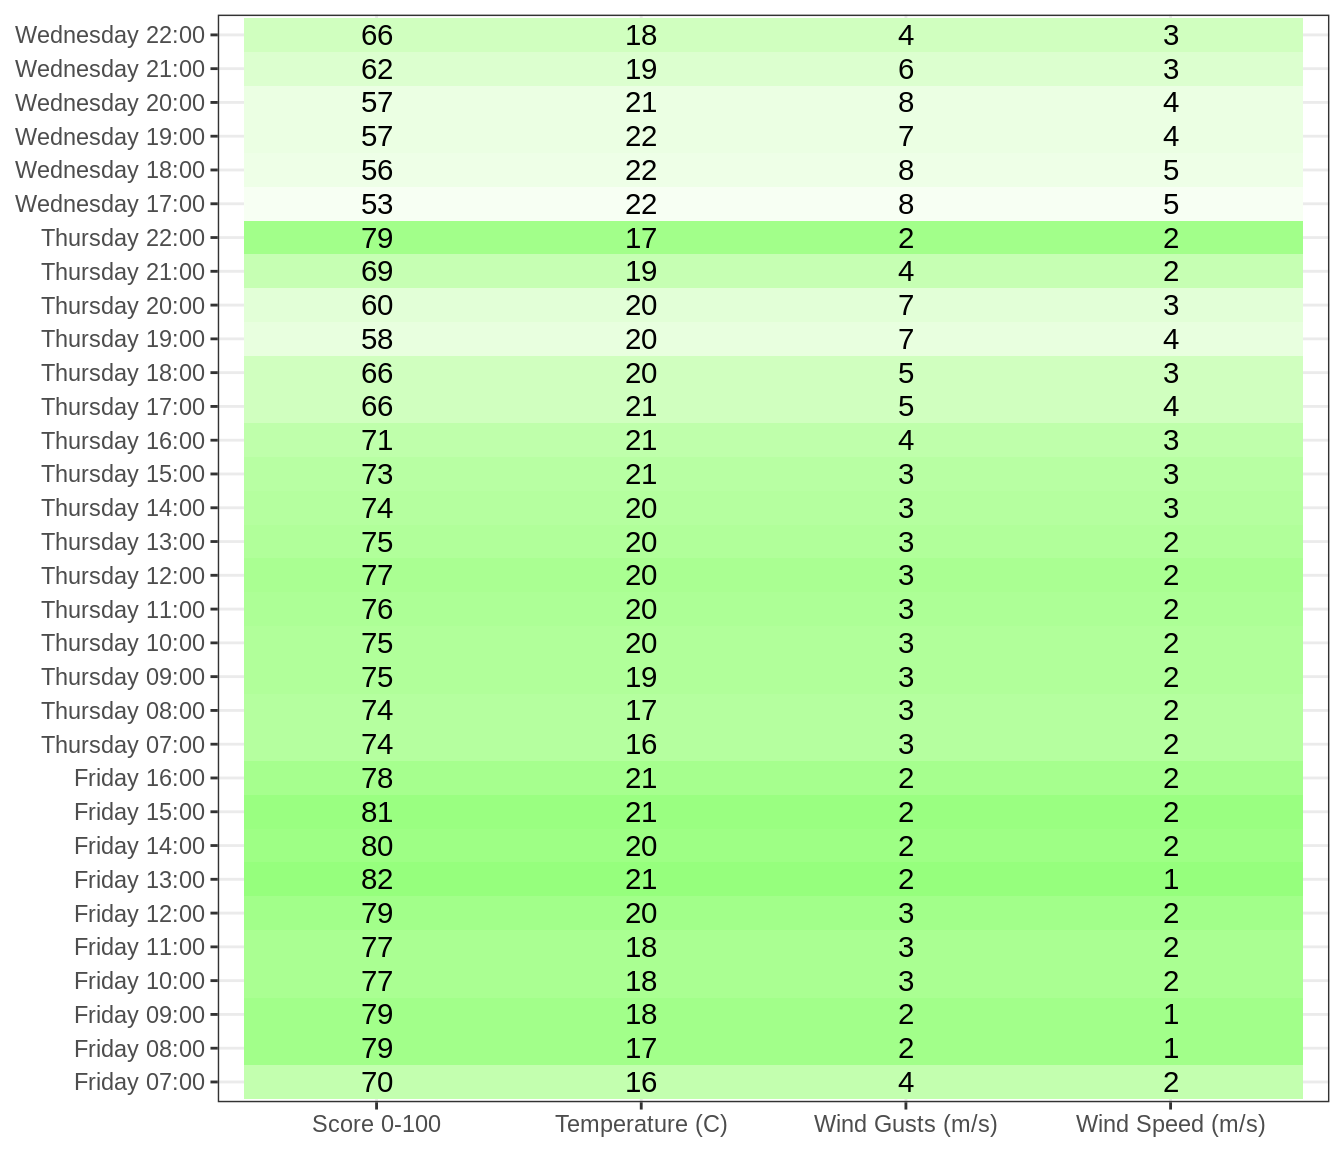 Wednesday 22:00 66 18 4 3
Wednesday 21:00 62 19 6 3
Wednesday 20:00 57 21 8 4
Wednesday 19:00 57 22 7 4
Wednesday 18:00 56 22 8 5
Wednesday 17:00 53 22 8 5
Thursday 22:00 79 17 2 2
Thursday 21:00 69 19 4 2
Thursday 20:00 60 20 7 3
Thursday 19:00 58 20 7 4
Thursday 18:00 66 20 5 3
Thursday 17:00 66 21 5 4
Thursday 16:00 71 21 4 3
Thursday 15:00 73 21 3 3
Thursday 14:00 74 20 3 3
Thursday 13:00 75 20 3 2
Thursday 12:00 77 20 3 2
Thursday 11:00 76 20 3 2
Thursday 10:00 75 20 3 2
Thursday 09:00 75 19 3 2
Thursday 08:00 74 17 3 2
Thursday 07:00 74 16 3 2
Friday 16:00 78 21 2 2
Friday 15:00 81 21 2 2
Friday 14:00 80 20 2 2
Friday 13:00 82 21 2 1
Friday 12:00 79 20 3 2
Friday 11:00 77 18 3 2
Friday 10:00 77 18 3 2
Friday 09:00 79 18 2 1
Friday 08:00 79 17 2 1
Friday 07:00 70 16 4 2
Score 0-100 Temperature (C) Wind Gusts (m/s) Wind Speed (m/s)